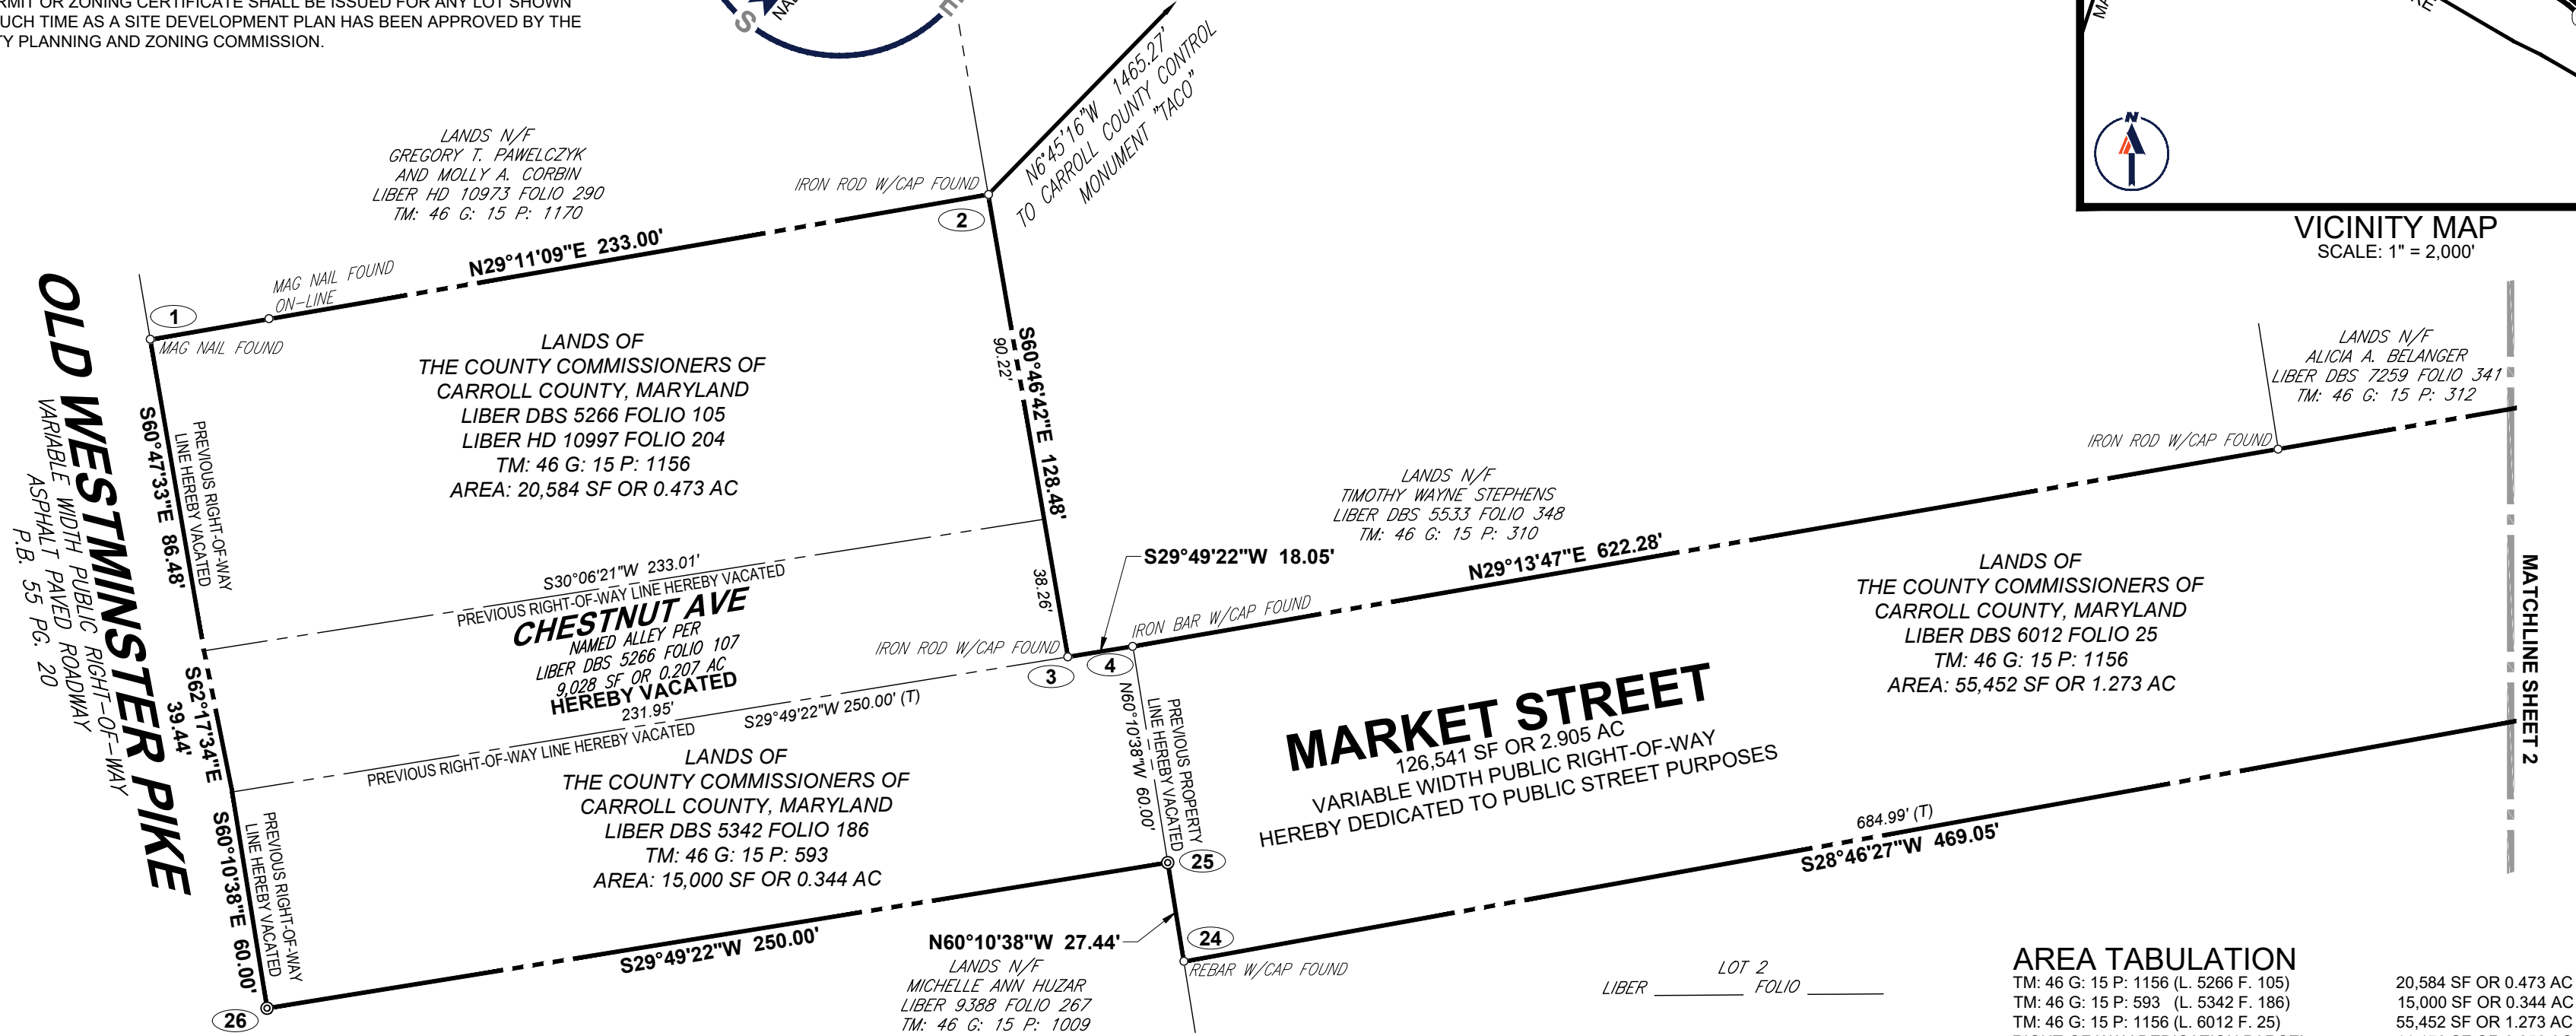 RMIT OR ZONING CERTIFICATE SHALL BE ISSUED FOR ANY LOT SHOWN
UCH TIME AS A SITE DEVELOPMENT PLAN HAS BEEN APPROVED BY THE
TY PLANNING AND ZONING COMMISSION.
S
E
N6°45'16"W 1465.27'
TO CARROLL COUNTY CONTROL
MONUMENT "TACO"
N
VICINITY MAP
SCALE: 1" = 2,000'
LANDS N/F
GREGORY T. PAWELCZYK
AND MOLLY A. CORBIN
LIBER HD 10973 FOLIO 290
TM: 46 G: 15 P: 1170
IRON ROD W/CAP FOUND
2
N29°11'09"E 233.00'
MAG NAIL FOUND
ON-LINE
1
MAG NAIL FOUND
OLD WESTMINSTER PIKE
VARIABLE WIDTH PUBLIC RIGHT-OF-WAY
ASPHALT PAVED ROADWAY
P.B. 55 PG. 20
S60°47'33"E 86.48'
PREVIOUS RIGHT-OF-WAY
LINE HEREBY VACATED
LANDS OF
THE COUNTY COMMISSIONERS OF
CARROLL COUNTY, MARYLAND
LIBER DBS 5266 FOLIO 105
LIBER HD 10997 FOLIO 204
TM: 46 G: 15 P: 1156
AREA: 20,584 SF OR 0.473 AC
S60°46'42"E 128.48'
90.22'
38.26'
S30°06'21"W 233.01'
PREVIOUS RIGHT-OF-WAY LINE HEREBY VACATED
CHESTNUT AVE
NAMED ALLEY PER
LIBER DBS 5266 FOLIO 107
9,028 SF OR 0.207 AC
HEREBY VACATED
231.95'
S29°49'22"W 250.00' (T)
PREVIOUS RIGHT-OF-WAY LINE HEREBY VACATED
S62°17'34"E
39.44'
IRON ROD W/CAP FOUND
3
4
S29°49'22"W 18.05'
IRON BAR W/CAP FOUND
LANDS N/F
TIMOTHY WAYNE STEPHENS
LIBER DBS 5533 FOLIO 348
TM: 46 G: 15 P: 310
N29°13'47"E 622.28'
IRON ROD W/CAP FOUND
LANDS N/F
ALICIA A. BELANGER
LIBER DBS 7259 FOLIO 341
TM: 46 G: 15 P: 312
LANDS OF
THE COUNTY COMMISSIONERS OF
CARROLL COUNTY, MARYLAND
LIBER DBS 6012 FOLIO 25
TM: 46 G: 15 P: 1156
AREA: 55,452 SF OR 1.273 AC
MATCHLINE SHEET 2
MARKET STREET
126,541 SF OR 2.905 AC
VARIABLE WIDTH PUBLIC RIGHT-OF-WAY
HEREBY DEDICATED TO PUBLIC STREET PURPOSES
N60°10'38"W 60.00'
PREVIOUS PROPERTY
LINE HEREBY VACATED
LANDS OF
THE COUNTY COMMISSIONERS OF
CARROLL COUNTY, MARYLAND
LIBER DBS 5342 FOLIO 186
TM: 46 G: 15 P: 593
AREA: 15,000 SF OR 0.344 AC
S60°10'38"E 60.00'
PREVIOUS RIGHT-OF-WAY
LINE HEREBY VACATED
26
S29°49'22"W 250.00'
25
N60°10'38"W 27.44'
24
REBAR W/CAP FOUND
684.99' (T)
S28°46'27"W 469.05'
LANDS N/F
MICHELLE ANN HUZAR
LIBER 9388 FOLIO 267
TM: 46 G: 15 P: 1009
LOT 2
LIBER ________ FOLIO ________
AREA TABULATION
TM: 46 G: 15 P: 1156 (L. 5266 F. 105) 20,584 SF OR 0.473 AC
TM: 46 G: 15 P: 593 (L. 5342 F. 186) 15,000 SF OR 0.344 AC
TM: 46 G: 15 P: 1156 (L. 6012 F. 25) 55,452 SF OR 1.273 AC